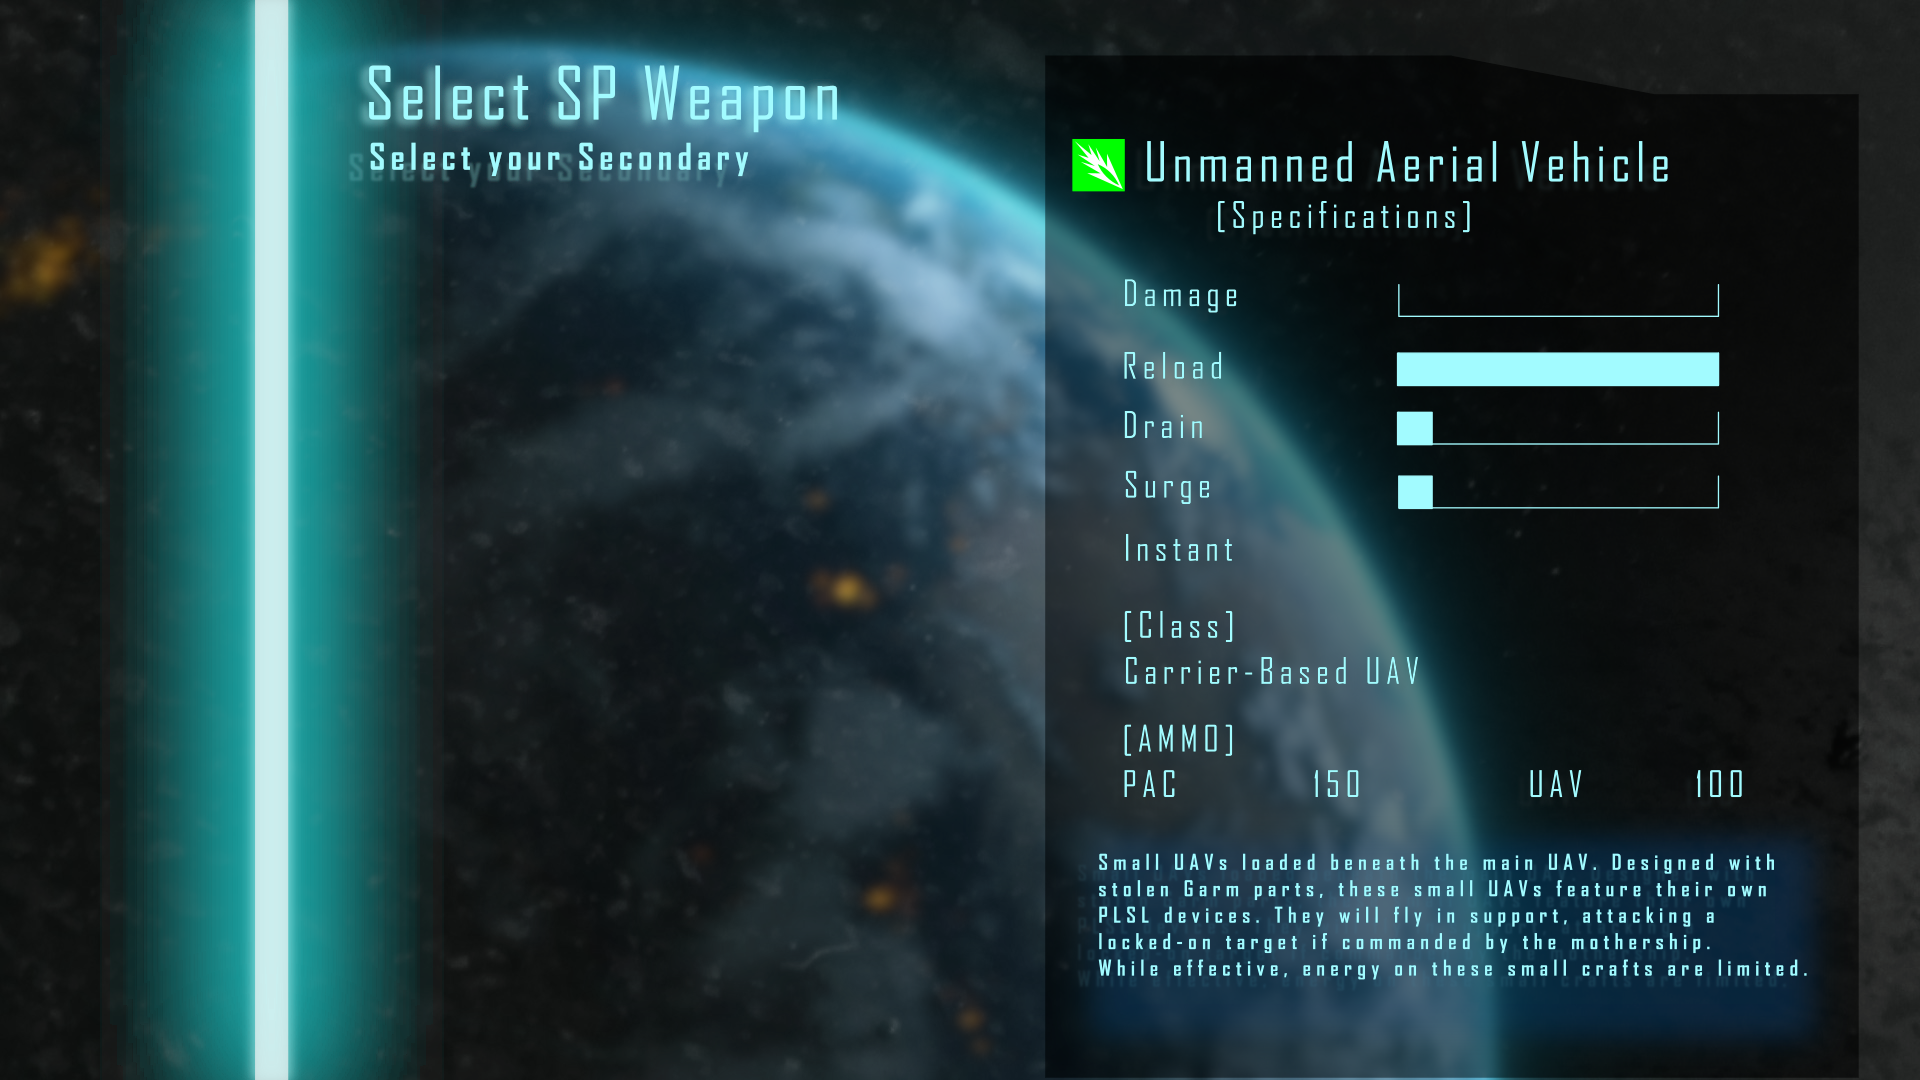 Select SP Weapon
Select your Secondary
Unmanned Aerial Vehicle
[Specifications]
Damage
Reload
Drain
Surge
Instant
[Class]
Carrier-Based UAV
[AMMO]
PAC 150 UAV 100
Small UAVs loaded beneath the main UAV. Designed with
stolen Garm parts, these small UAVs feature their own
PLSL devices. They will fly in support, attacking a
locked-on target if commanded by the mothership.
While effective, energy on these small crafts are limited.